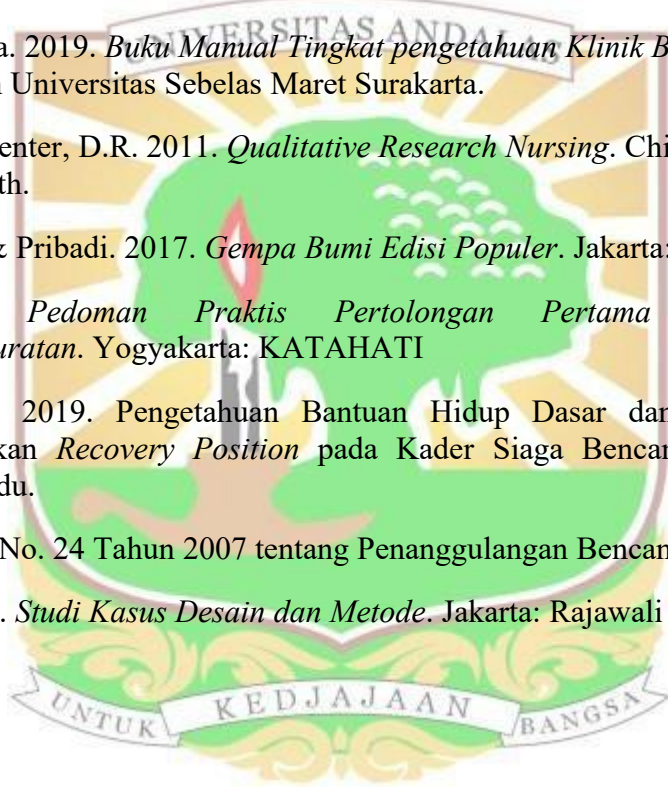 UNIVERSITAS ANDALAS
a. 2019. Buku Manual Tingkat pengetahuan Klinik B
Universitas Sebelas Maret Surakarta.
enter, D.R. 2011. Qualitative Research Nursing. Chi
th.
& Pribadi. 2017. Gempa Bumi Edisi Populer. Jakarta:
Pedoman Praktis Pertolongan Pertama
uratan. Yogyakarta: KATAHATI
2019. Pengetahuan Bantuan Hidup Dasar dan
kan Recovery Position pada Kader Siaga Bencan
du.
No. 24 Tahun 2007 tentang Penanggulangan Bencan
. Studi Kasus Desain dan Metode. Jakarta: Rajawali
UNTUK KEDJAJAAN BANGSA